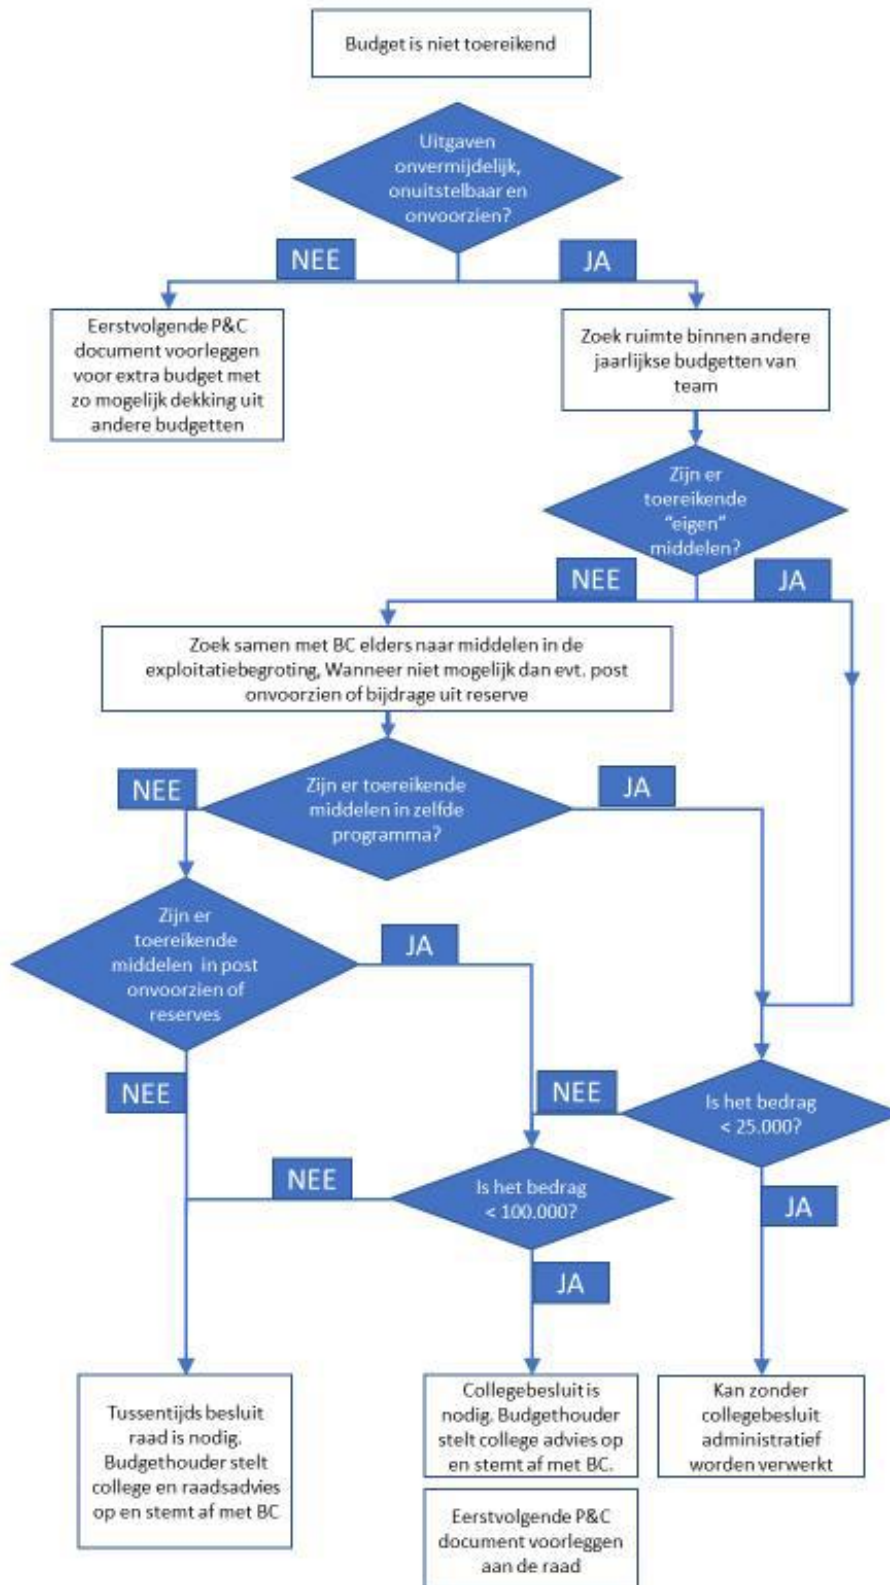 Budget is niet toereikend
Uitgaven
onvermijdelijk,
onuitstelbaar en
onvoorzien?
NEE
JA
Eerstvolgende P&C
document voorleggen
voor extra budget met
zo mogelijk dekking uit
andere budgetten
Zoek ruimte binnen andere
jaarlijkse budgetten van
team
Zijn er
toereikende
“eigen”
middelen?
NEE
JA
Zoek samen met BC elders naar middelen in de
exploitatiebegroting, Wanneer niet mogelijk dan evt. post
onvoorzien of bijdrage uit reserve
NEE
Zijn er toereikende
middelen in zelfde
programma?
JA
Zijn er
toereikende
middelen in post
onvoorzien of
reserves
JA
NEE
NEE
Is het bedrag
< 25.000?
NEE
Is het bedrag
< 100.000?
JA
JA
Tussentijds besluit
raad is nodig.
Budgethouder stelt
college en raadsadvies
op en stemt af met BC
Collegebesluit is
nodig. Budgethouder
stelt college advies op
en stemt af met BC.
Kan zonder
collegebesluit
administratief
worden verwerkt
Eerstvolgende P&C
document voorleggen
aan de raad